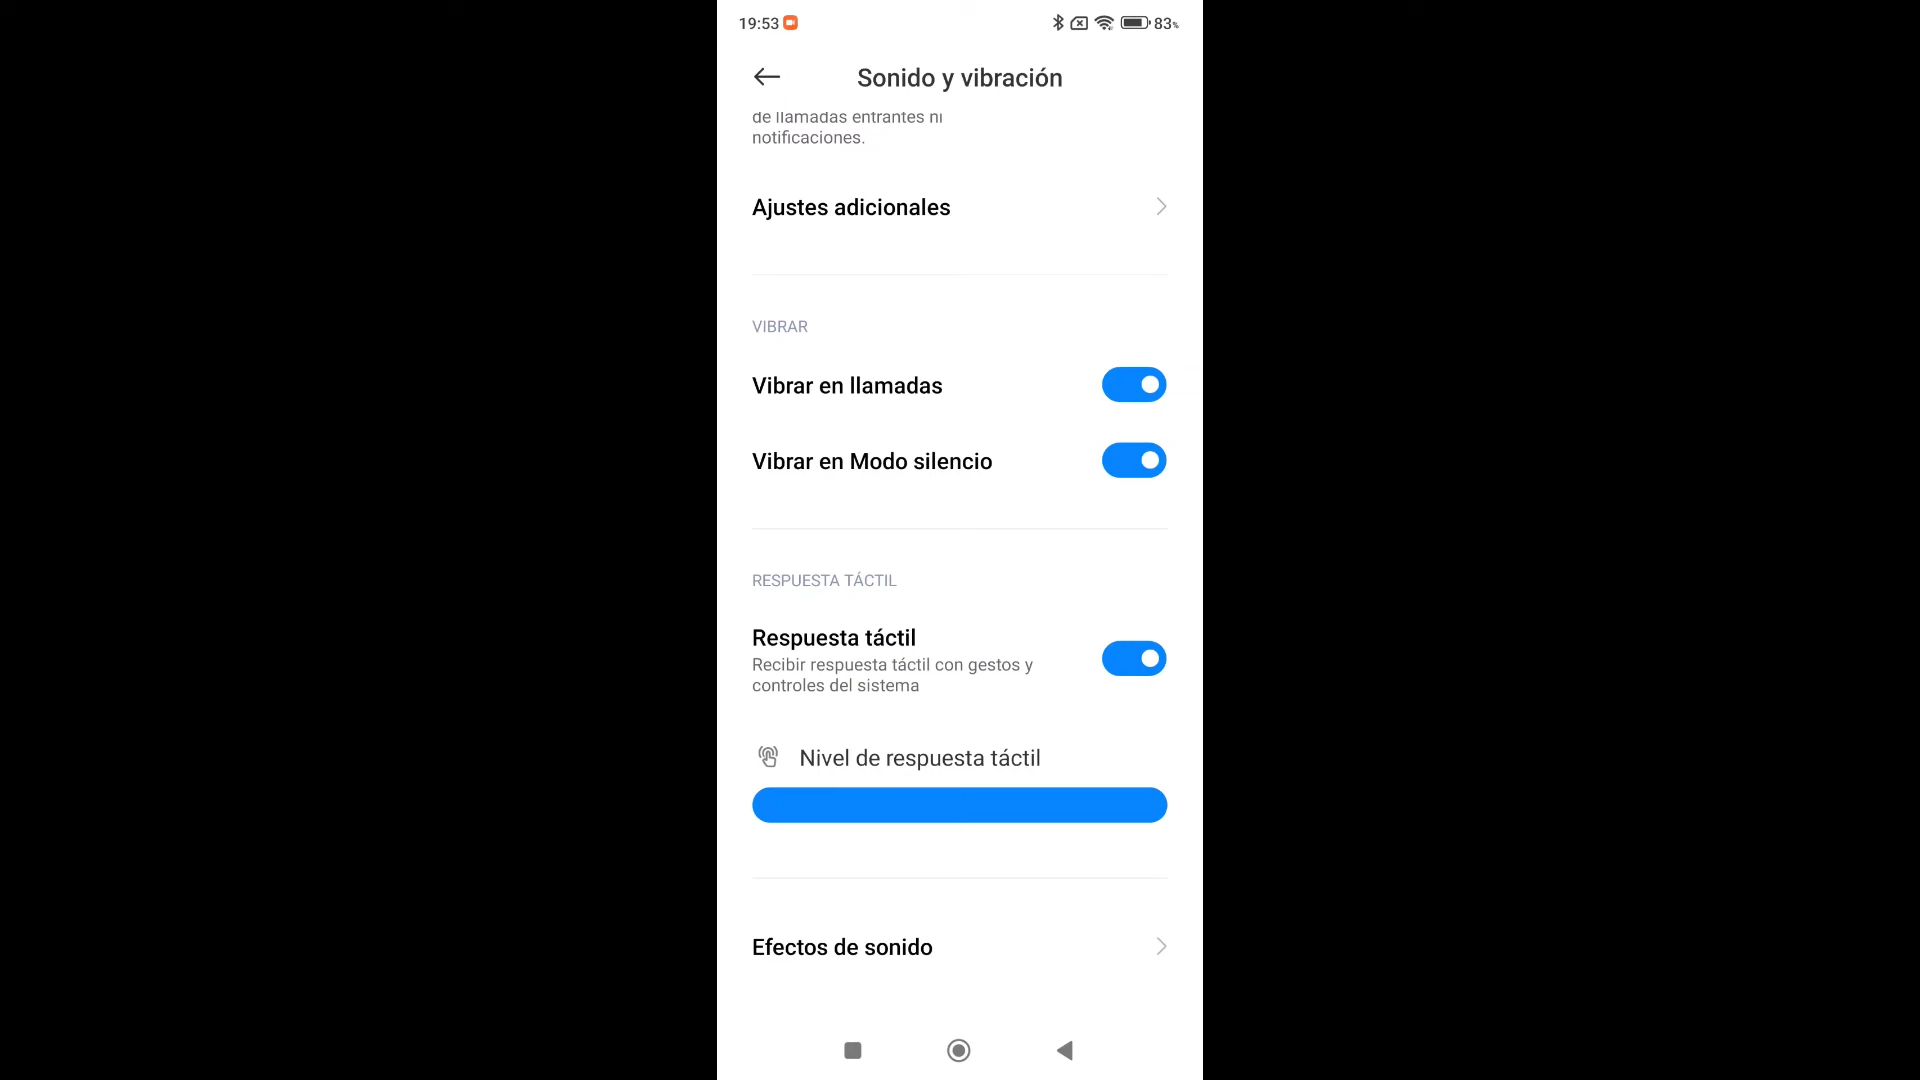 19:53 83%
Sonido y vibración
de llamadas entrantes ni
notificaciones.
Ajustes adicionales
VIBRAR
Vibrar en llamadas
Vibrar en Modo silencio
RESPUESTA TÁCTIL
Respuesta táctil
Recibir respuesta táctil con gestos y
controles del sistema
Nivel de respuesta táctil
Efectos de sonido